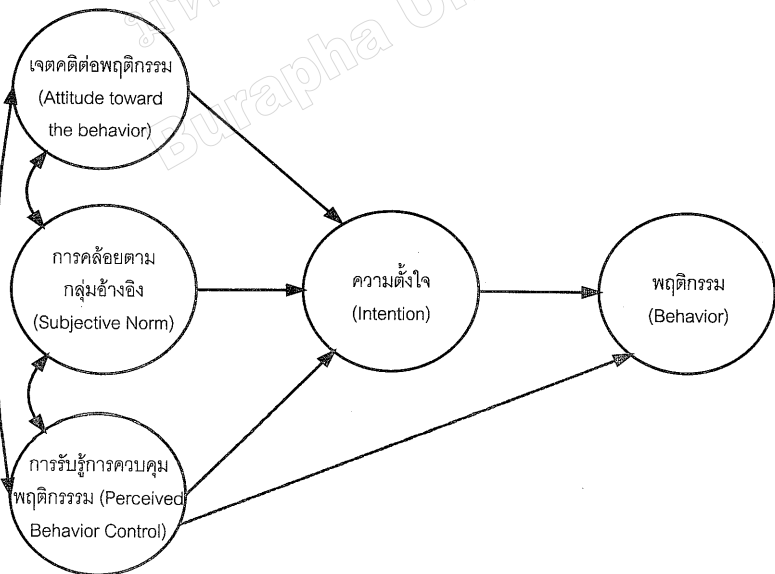 เจตคติต่อพฤติกรรม
(Attitude toward
the behavior)
การคล้อยตาม
กลุ่มอ้างอิง
(Subjective Norm)
ความตั้งใจ
(Intention)
พฤติกรรม
(Behavior)
การรับรู้การควบคุม
พฤติกรรรม (Perceived
Behavior Control)
Burapha